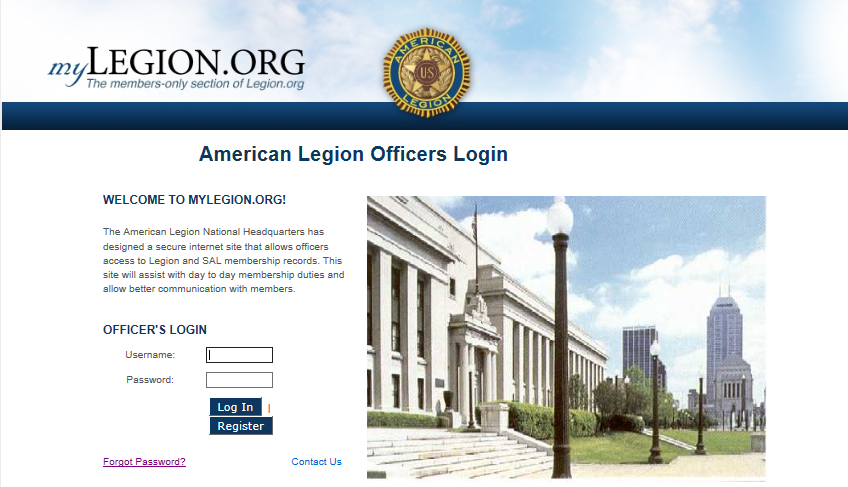 myLEGION.ORG
The members-only section of Legion.org
AMERICAN
US
LEGION
American Legion Officers Login
WELCOME TO MYLEGION.ORG!
The American Legion National Headquarters has
designed a secure internet site that allows officers
access to Legion and SAL membership records. This
site will assist with day to day membership duties and
allow better communication with members.
OFFICER'S LOGIN
Username:
Password:
Log In |
Register
Forgot Password?
Contact Us